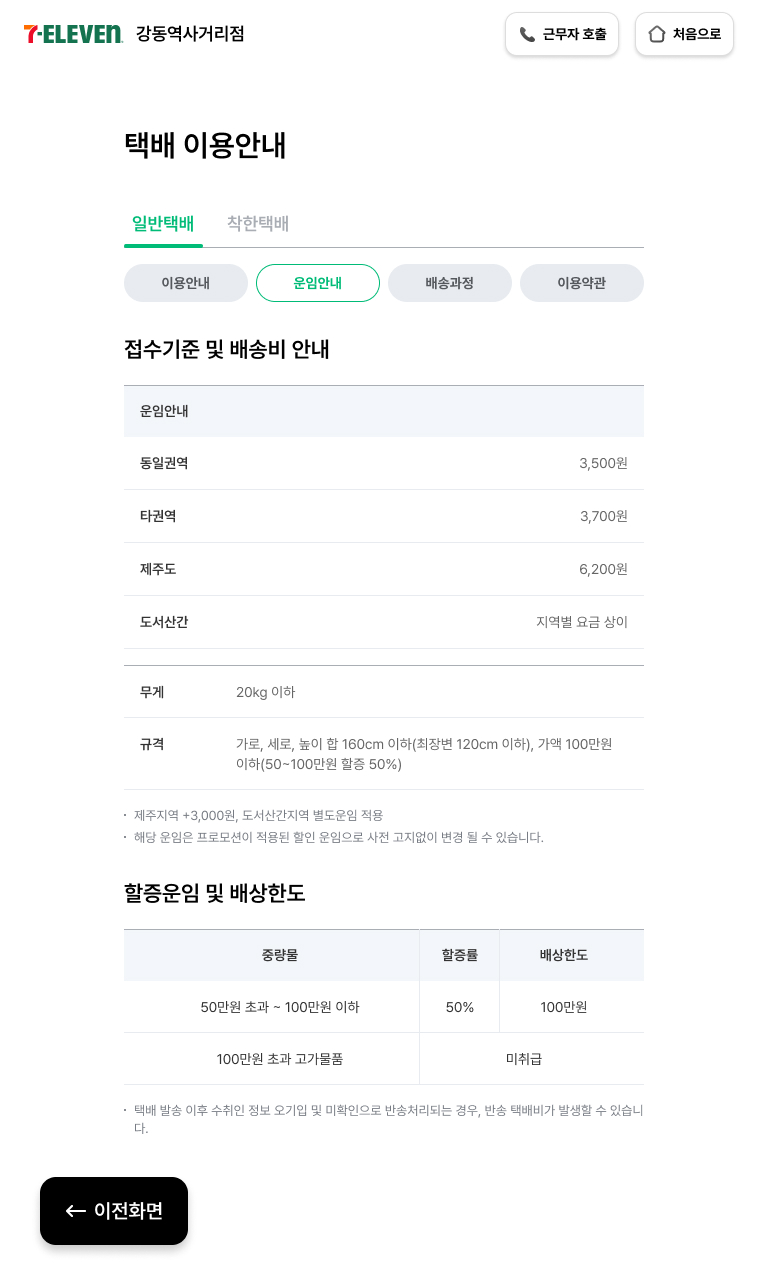 7-ELEVEN. 강동역사거리점
근무자 호출
처음으로
택배 이용안내
일반택배 착한택배
이용안내 운임안내 배송과정 이용약관
접수기준 및 배송비 안내
운임안내
동일권역 3,500원
타권역 3,700원
제주도 6,200원
도서산간 지역별 요금 상이
무게 20kg 이하
규격 가로, 세로, 높이 합 160cm 이하(최장변 120cm 이하), 가액 100만원
이하(50~100만원 할증 50%)
· 제주지역 +3,000원, 도서산간지역 별도운임 적용
· 해당 운임은 프로모션이 적용된 할인 운임으로 사전 고지없이 변경 될 수 있습니다.
할증운임 및 배상한도
중량물 할증률 배상한도
50만원 초과 ~ 100만원 이하 50% 100만원
100만원 초과 고가물품 미취급
· 택배 발송 이후 수취인 정보 오기입 및 미확인으로 반송처리되는 경우, 반송 택배비가 발생할 수 있습니
다.
← 이전화면